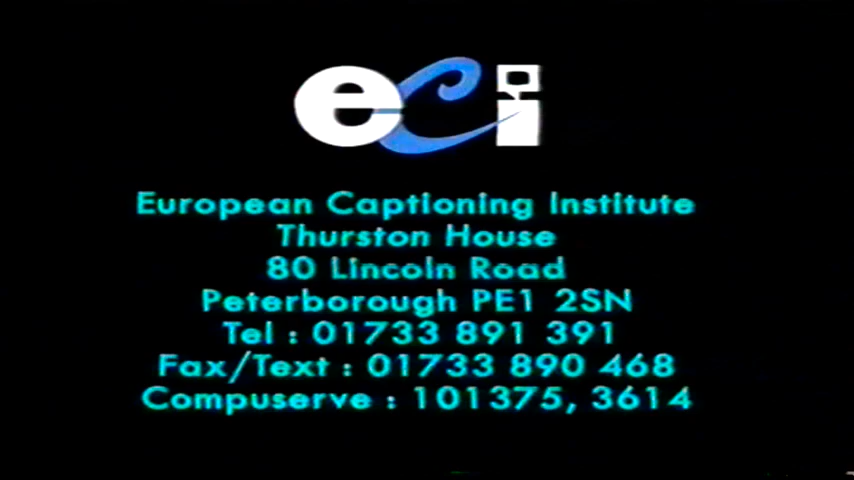 eci
European Captioning Institute
Thurston House
80 Lincoln Road
Peterborough PE1 2SN
Tel : 01733 891 391
Fax/Text : 01733 890 468
Compuserve : 101375, 3614